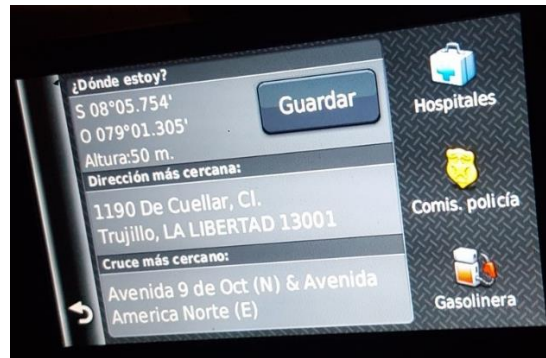 ¿Dónde estoy?
S 08°05.754'
O 079°01.305'
Altura:50 m.
Guardar
Dirección más cercana:
1190 De Cuellar, Cl.
Trujillo, LA LIBERTAD 13001
Cruce más cercano:
Avenida 9 de Oct (N) & Avenida
America Norte (E)
Hospitales
Comis. policía
Gasolinera